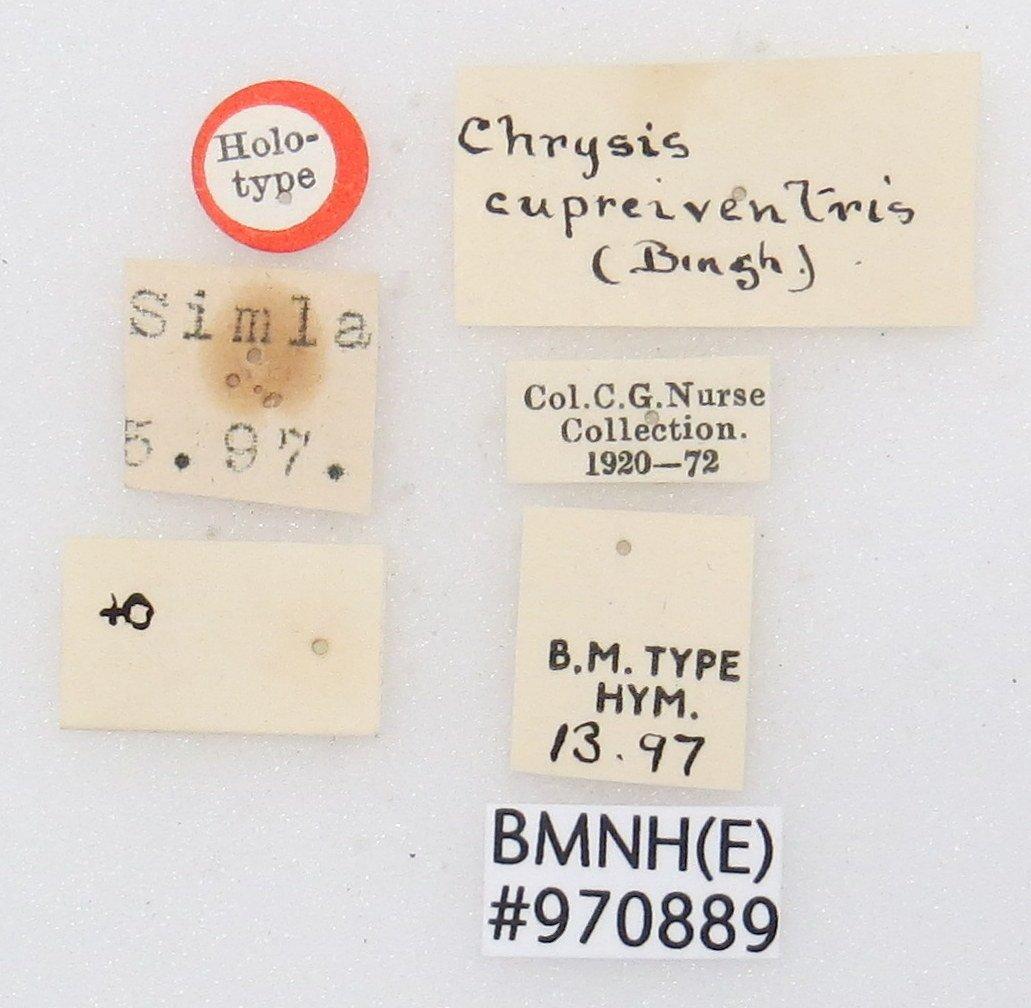 Holo-
type
Chrysis
cupreiventris
(Bingh.)
Simla
5.97.
Col. C. G. Nurse
Collection.
1920—72
♀
B.M. TYPE
HYM.
13.97
BMNH(E)
#970889